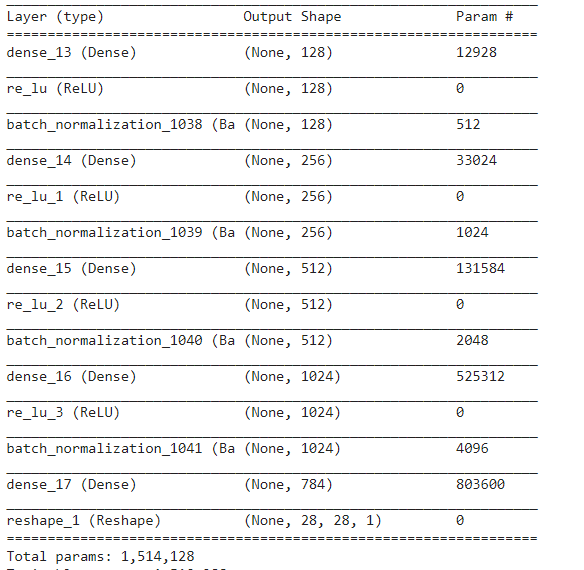 Layer (type) Output Shape Param #
dense_13 (Dense) (None, 128) 12928
re_lu (ReLU) (None, 128) 0
batch_normalization_1038 (Ba (None, 128) 512
dense_14 (Dense) (None, 256) 33024
re_lu_1 (ReLU) (None, 256) 0
batch_normalization_1039 (Ba (None, 256) 1024
dense_15 (Dense) (None, 512) 131584
re_lu_2 (ReLU) (None, 512) 0
batch_normalization_1040 (Ba (None, 512) 2048
dense_16 (Dense) (None, 1024) 525312
re_lu_3 (ReLU) (None, 1024) 0
batch_normalization_1041 (Ba (None, 1024) 4096
dense_17 (Dense) (None, 784) 803600
reshape_1 (Reshape) (None, 28, 28, 1) 0
Total params: 1,514,128